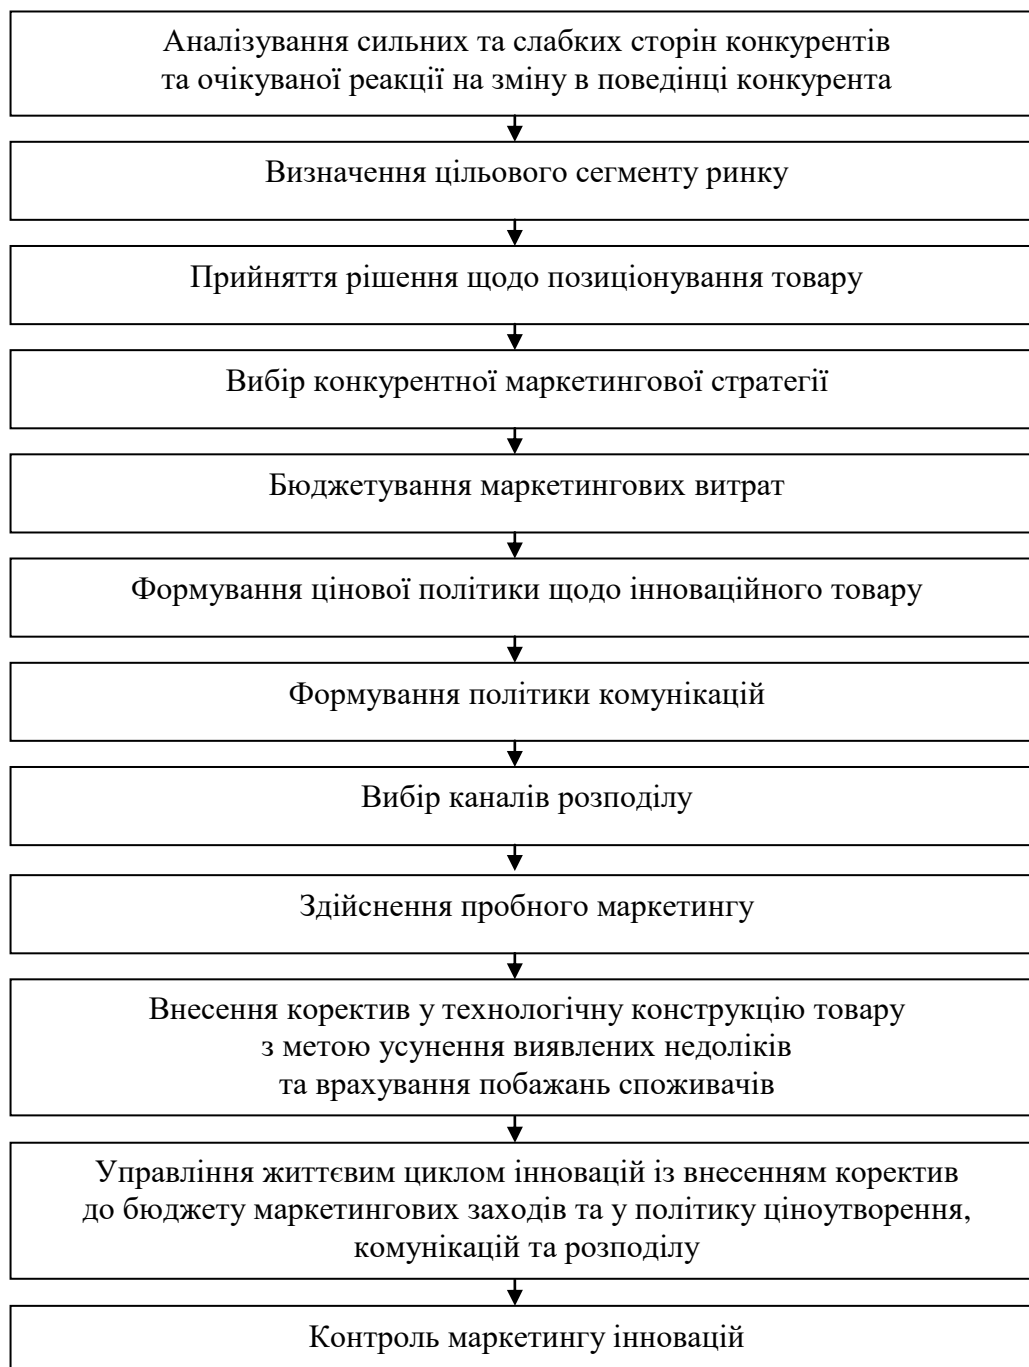 Аналізування сильних та слабких сторін конкурентів
та очікуваної реакції на зміну в поведінці конкурента
Визначення цільового сегменту ринку
Прийняття рішення щодо позиціонування товару
Вибір конкурентної маркетингової стратегії
Бюджетування маркетингових витрат
Формування цінової політики щодо інноваційного товару
Формування політики комунікацій
Вибір каналів розподілу
Здійснення пробного маркетингу
Внесення коректив у технологічну конструкцію товару
з метою усунення виявлених недоліків
та врахування побажань споживачів
Управління життєвим циклом інновацій із внесенням коректив
до бюджету маркетингових заходів та у політику ціноутворення,
комунікацій та розподілу
Контроль маркетингу інновацій